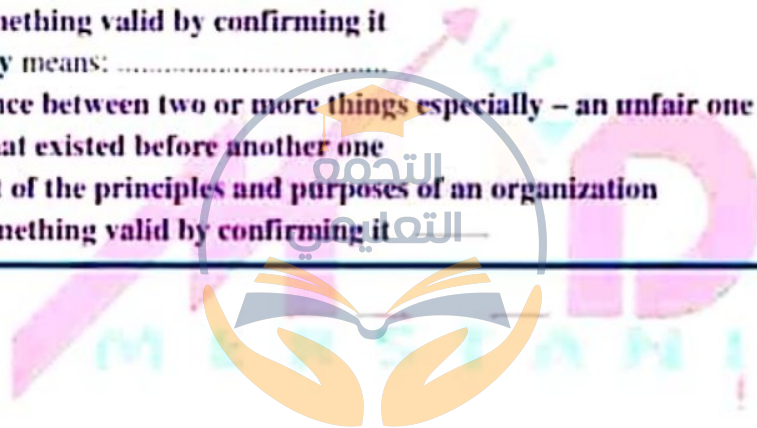 nething valid by confirming it
y means: ................................
nce between two or more things especially – an unfair one
at existed before another one
t of the principles and purposes of an organization
nething valid by confirming it
التجمع
التعليمي
M E R S T A N I